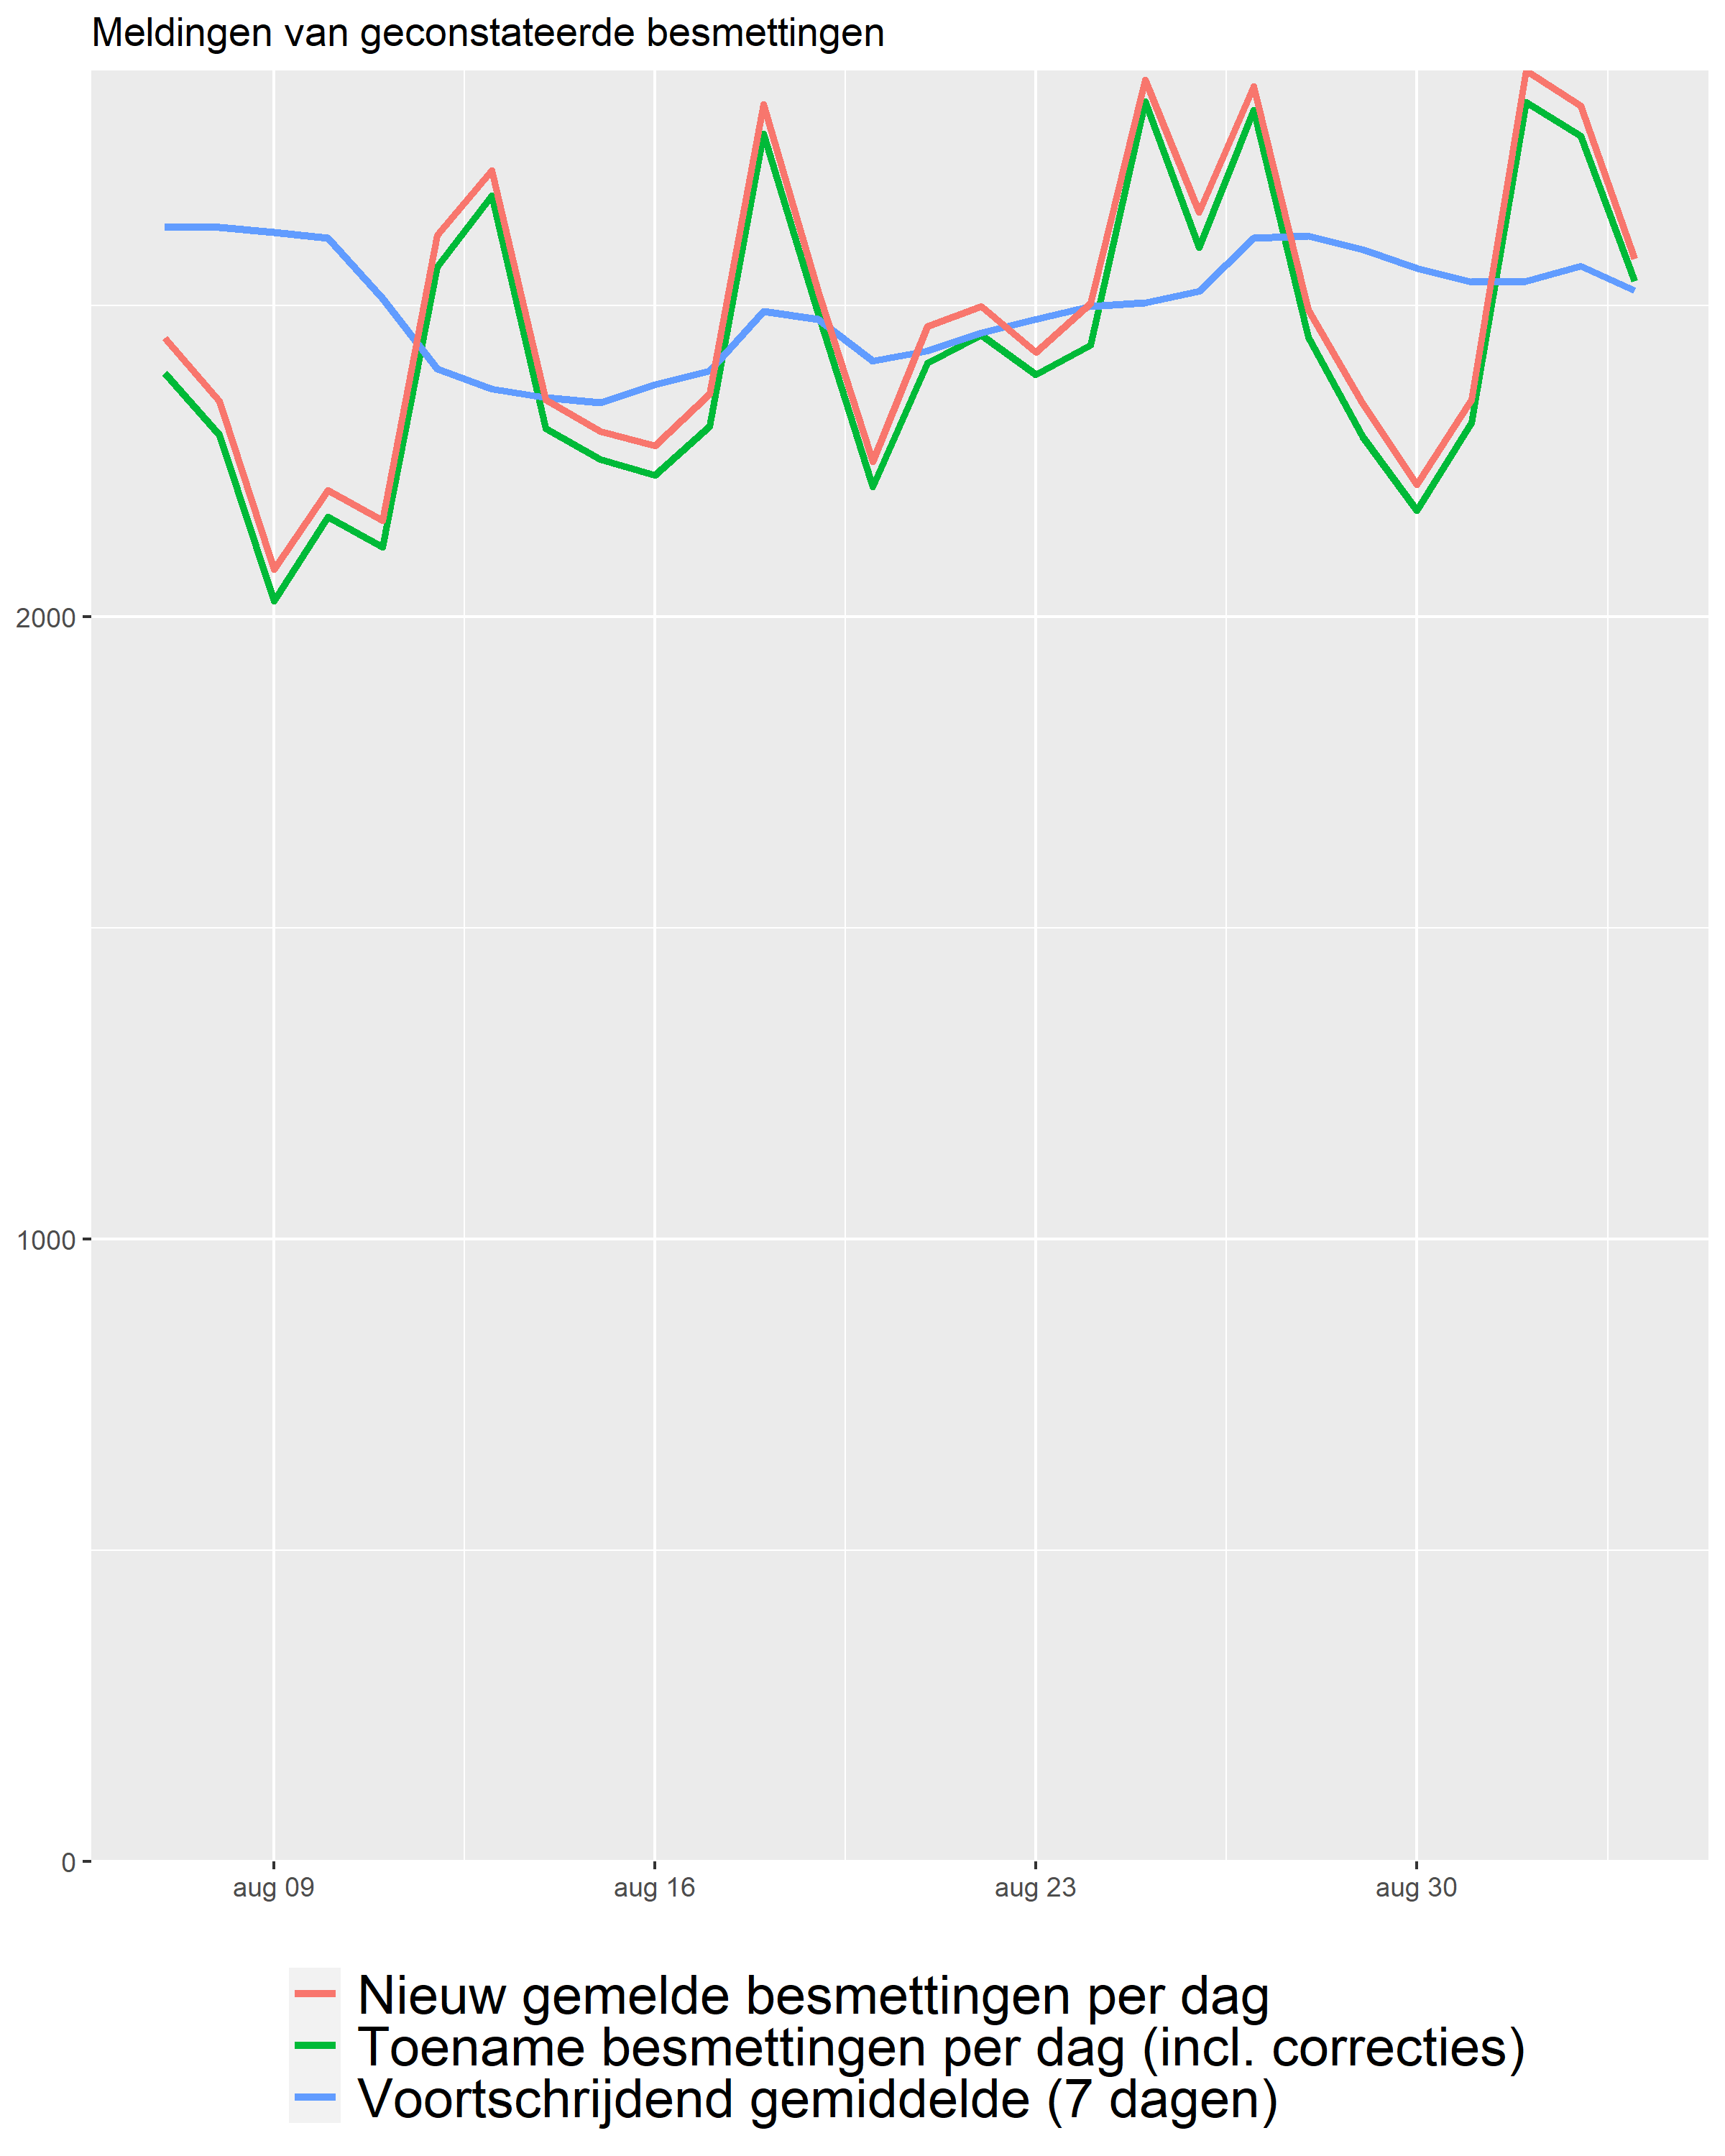 Meldingen van geconstateerde besmettingen
2000
1000
0
aug 09 aug 16 aug 23 aug 30
Nieuw gemelde besmettingen per dag
Toename besmettingen per dag (incl. correcties)
Voortschrijdend gemiddelde (7 dagen)